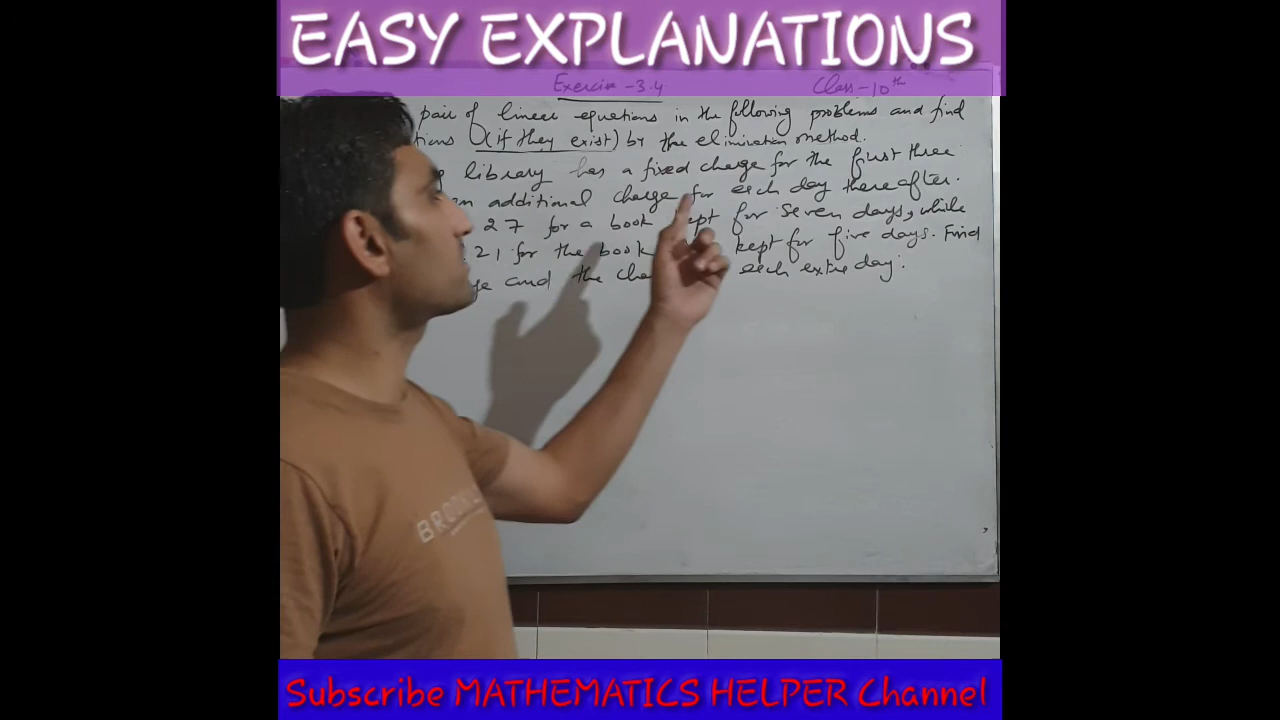 EASY EXPLANATIONS
Exercise -3.4 Class-10th
pair of linear equations in the following problems and find
tions (if they exist) by the elimination method.
library has a fixed charge for the first three
an additional charge for each day thereafter.
27 for a book kept for seven days, while
21 for the book kept for five days. Find
and the each extra day.
BROOKL
Subscribe MATHEMATICS HELPER Channel